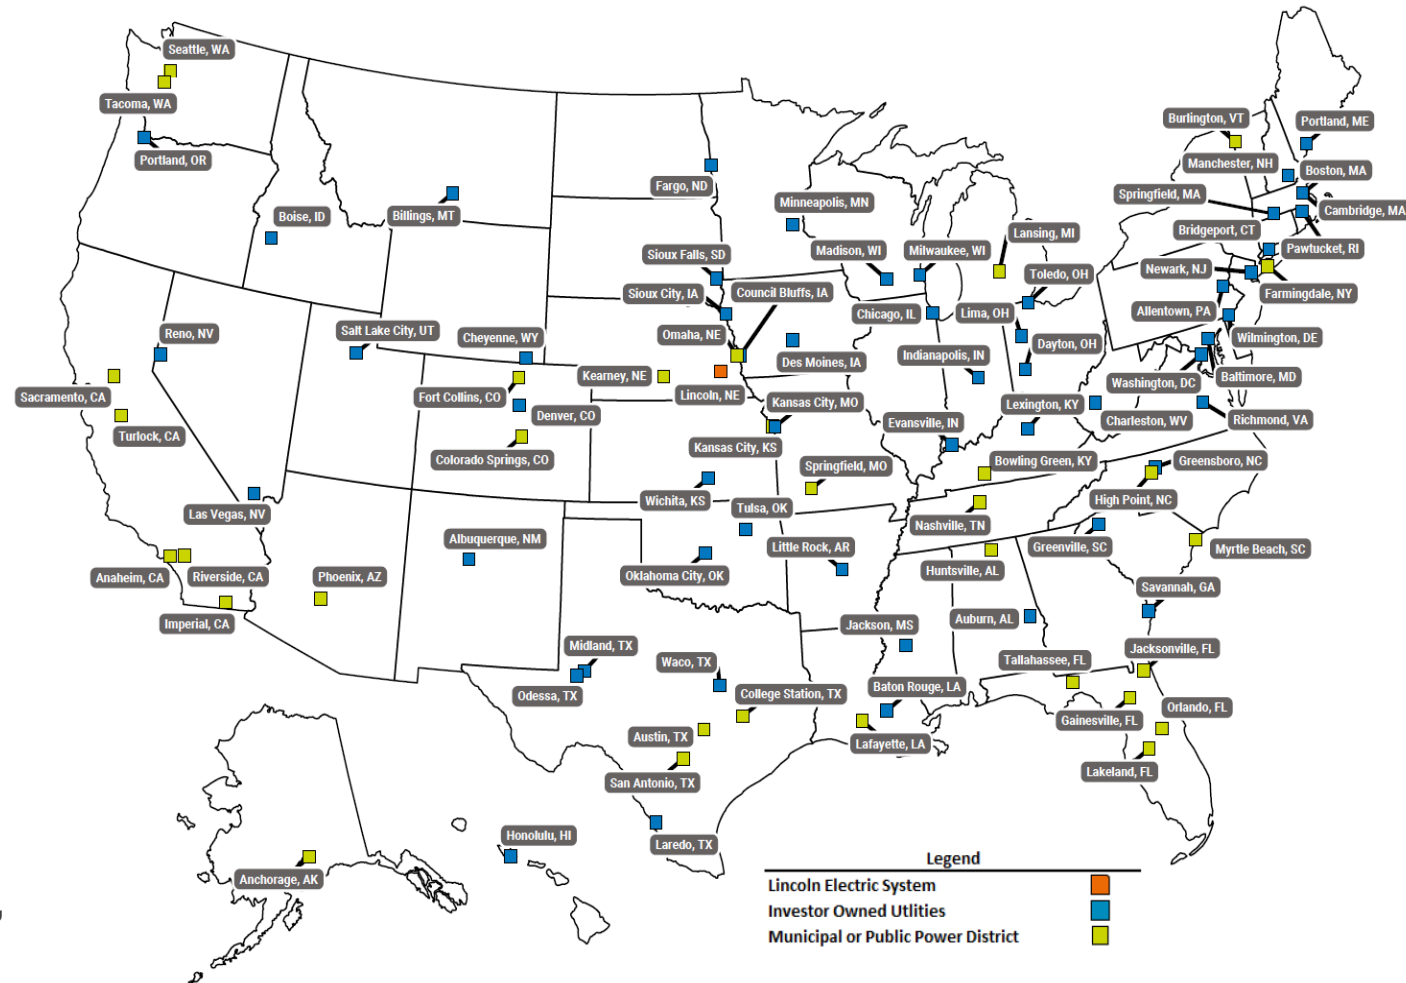 Seattle, WA
Tacoma, WA
Portland, OR
Boise, ID
Billings, MT
Fargo, ND
Minneapolis, MN
Madison, WI
Milwaukee, WI
Lansing, MI
Toledo, OH
Burlington, VT
Portland, ME
Manchester, NH
Boston, MA
Springfield, MA
Cambridge, MA
Bridgeport, CT
Pawtucket, RI
Newark, NJ
Farmingdale, NY
Allentown, PA
Wilmington, DE
Sioux Falls, SD
Sioux City, IA
Council Bluffs, IA
Omaha, NE
Des Moines, IA
Chicago, IL
Lima, OH
Dayton, OH
Indianapolis, IN
Washington, DC
Baltimore, MD
Reno, NV
Salt Lake City, UT
Cheyenne, WY
Kearney, NE
Lincoln, NE
Sacramento, CA
Turlock, CA
Fort Collins, CO
Denver, CO
Colorado Springs, CO
Kansas City, MO
Kansas City, KS
Evansville, IN
Lexington, KY
Charleston, WV
Richmond, VA
Las Vegas, NV
Wichita, KS
Springfield, MO
Bowling Green, KY
Greensboro, NC
High Point, NC
Tulsa, OK
Nashville, TN
Albuquerque, NM
Oklahoma City, OK
Little Rock, AR
Huntsville, AL
Greenville, SC
Myrtle Beach, SC
Anaheim, CA
Riverside, CA
Imperial, CA
Phoenix, AZ
Savannah, GA
Jackson, MS
Auburn, AL
Midland, TX
Odessa, TX
Waco, TX
College Station, TX
Baton Rouge, LA
Lafayette, LA
Tallahassee, FL
Jacksonville, FL
Gainesville, FL
Orlando, FL
Lakeland, FL
Austin, TX
San Antonio, TX
Laredo, TX
Honolulu, HI
Anchorage, AK
Legend
Lincoln Electric System
Investor Owned Utlities
Municipal or Public Power District